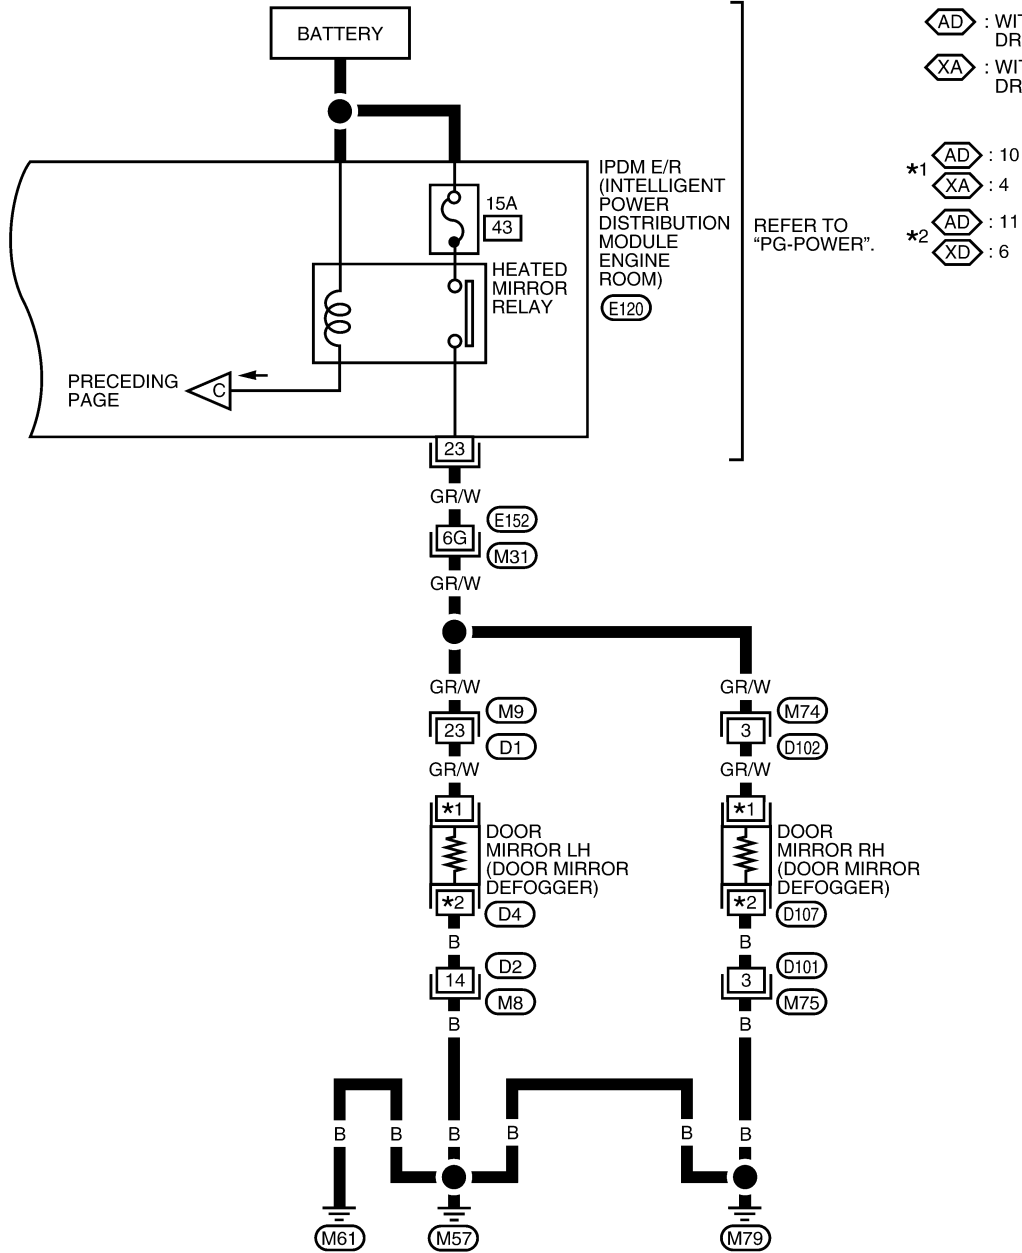 BATTERY
AD : WIT
DR
XA : WIT
DR
*1 AD : 10
XA : 4
*2 AD : 11
XD : 6
IPDM E/R
(INTELLIGENT
POWER
DISTRIBUTION
MODULE
ENGINE
ROOM)
E120
REFER TO
“PG-POWER”.
15A
43
HEATED
MIRROR
RELAY
PRECEDING
PAGE
C
23
GR/W
E152
6G
M31
GR/W
GR/W GR/W
M9 M74
23 3
D1 D102
GR/W GR/W
*1 *1
DOOR
MIRROR LH
(DOOR MIRROR
DEFOGGER)
DOOR
MIRROR RH
(DOOR MIRROR
DEFOGGER)
*2 D4 *2 D107
B B
D2 D101
14 3
M8 M75
B B
B B B B B B
M61 M57 M79